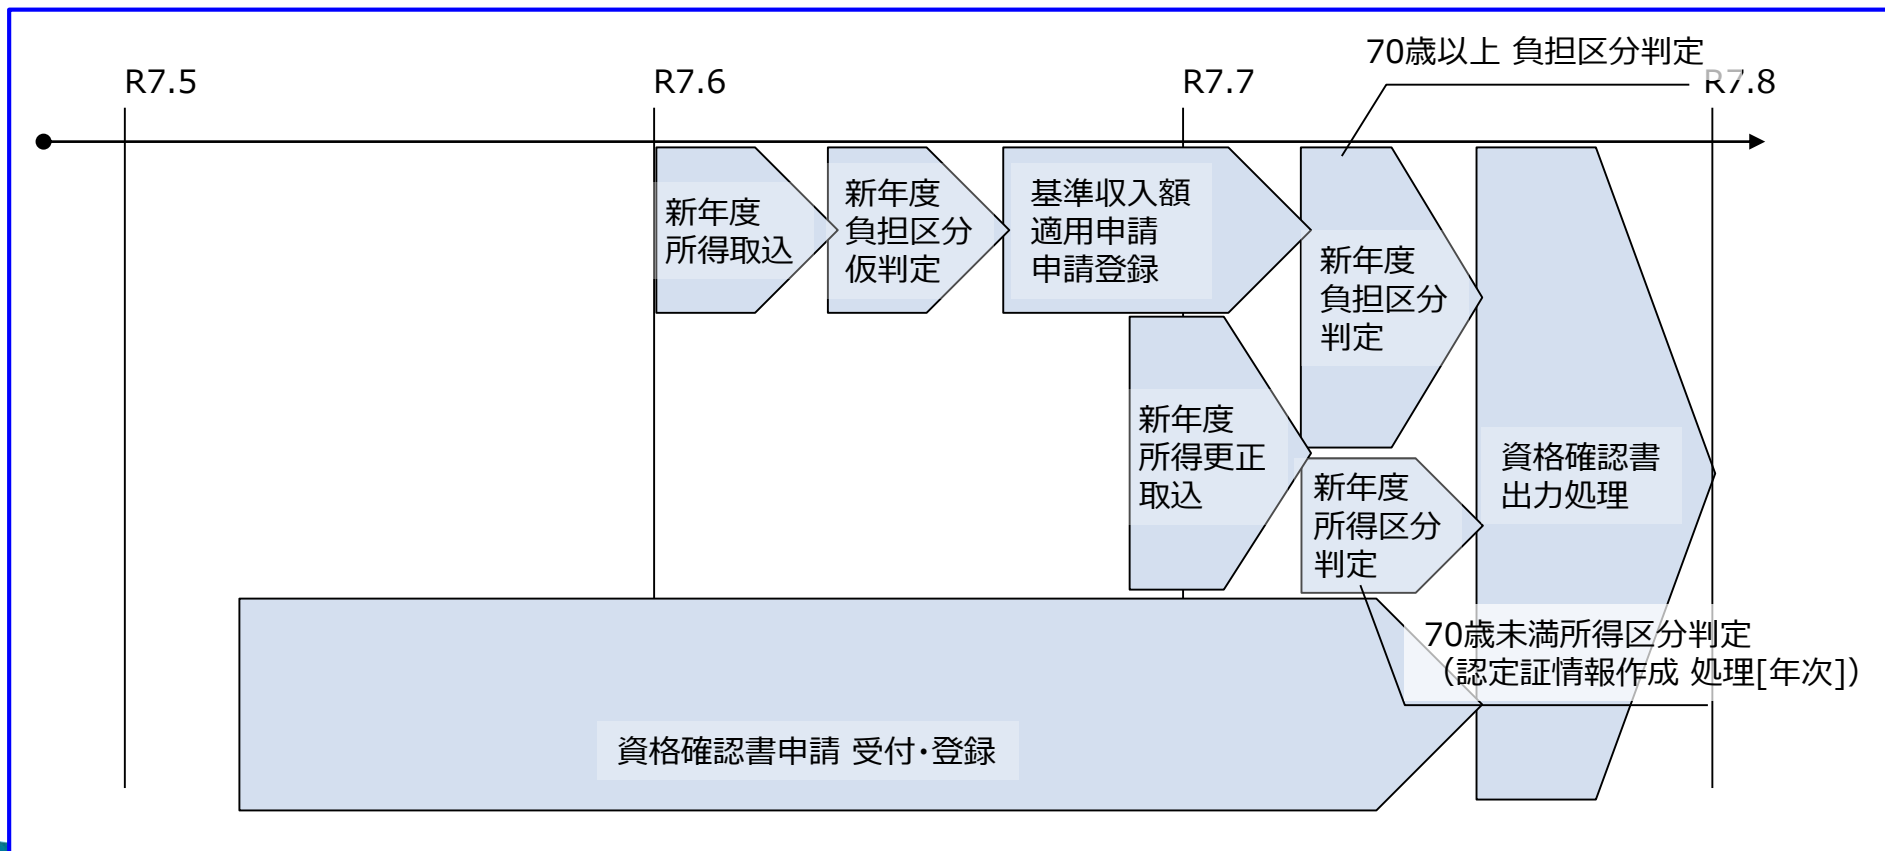 70歳以上 負担区分判定
R7.5
R7.6
R7.7
R7.8
新年度
所得取込
新年度
負担区分
仮判定
基準収入額
適用申請
申請登録
新年度
負担区分
判定
新年度
所得更正
取込
新年度
所得区分
判定
資格確認書
出力処理
70歳未満所得区分判定
（認定証情報作成 処理[年次]）
資格確認書申請 受付・登録